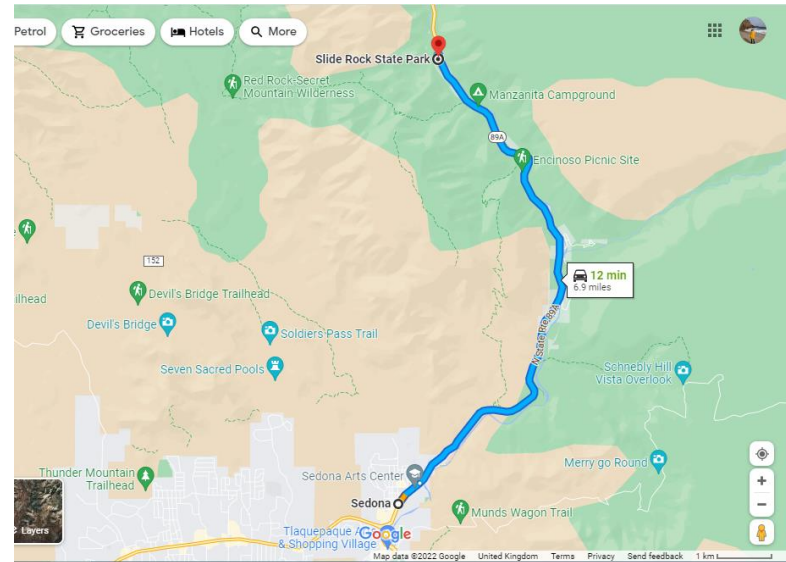 Petrol
Groceries
Hotels
More
Slide Rock State Park
Red Rock-Secret
Mountain Wilderness
Manzanita Campground
89A
Encinoso Picnic Site
152
12 min
6.9 miles
ilhead
Devil's Bridge Trailhead
Devil's Bridge
Soldiers Pass Trail
N State Rte 89A
Seven Sacred Pools
Schnebly Hill
Vista Overlook
Thunder Mountain
Trailhead
Sedona Arts Center
Merry go Round
Sedona
Munds Wagon Trail
Layers
Tlaquepaque A
& Shopping Village
Google
Map data ©2022 Google
United Kingdom
Terms
Privacy
Send feedback
1 km